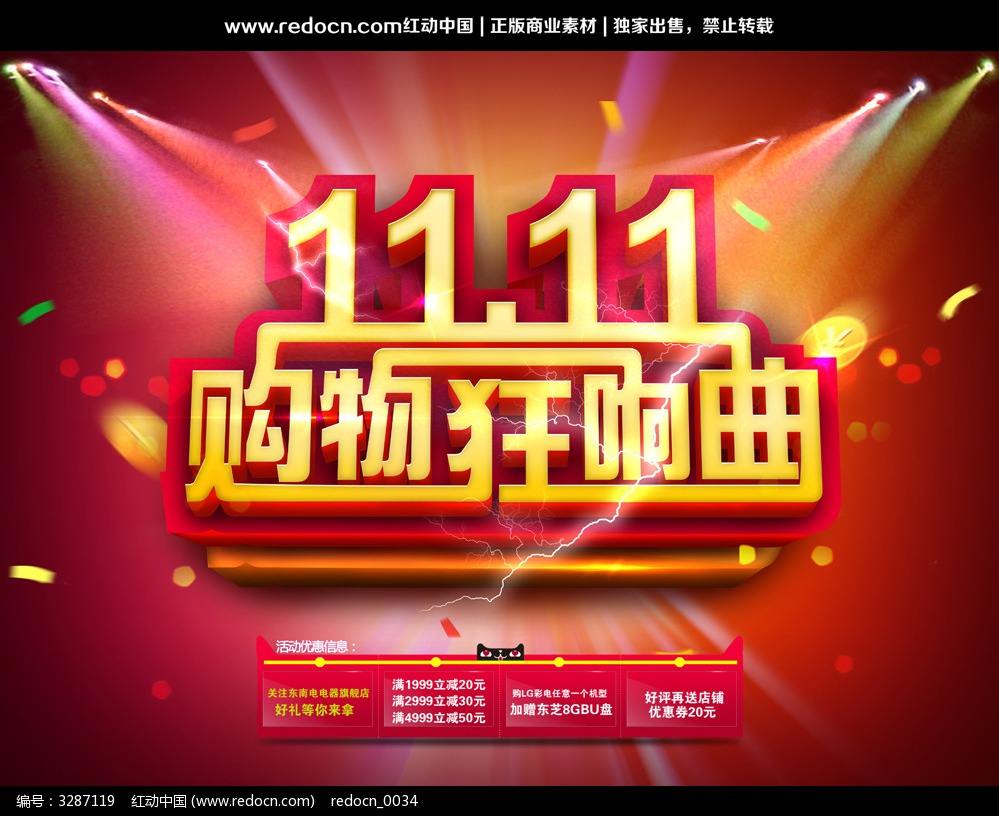 www.redocn.com红动中国 | 正版商业素材 | 独家出售，禁止转载
11.11
购物狂响曲
活动优惠信息：
关注东南电电器旗舰店
好礼等你来拿
满1999立减20元
满2999立减30元
满4999立减50元
购LG彩电任意一个机型
加赠东芝8GBU盘
好评再送店铺
优惠券20元
编号：3287119 红动中国 (www.redocn.com) redocn_0034